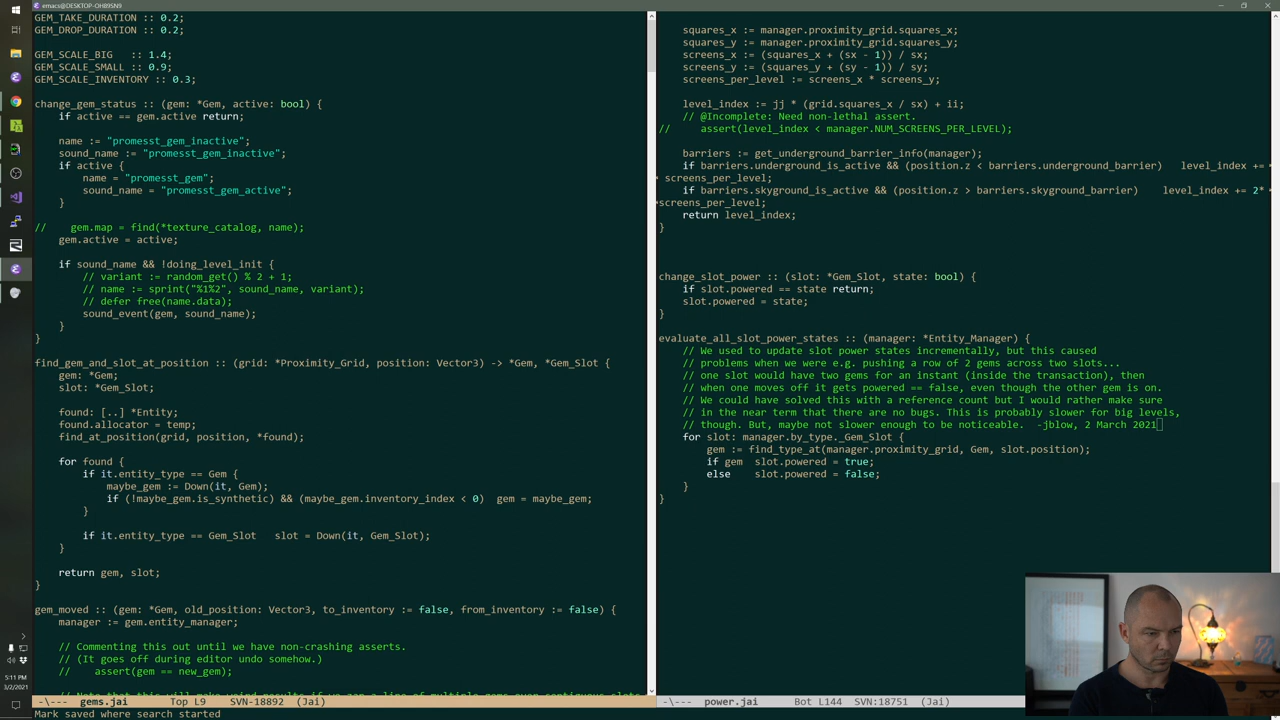 emacs@DESKTOP-OH89SN9
GEM_TAKE_DURATION :: 0.2;
GEM_DROP_DURATION :: 0.2;
GEM_SCALE_BIG   :: 1.4;
GEM_SCALE_SMALL :: 0.9;
GEM_SCALE_INVENTORY :: 0.3;
change_gem_status :: (gem: *Gem, active: bool) {
if active == gem.active return;
name := "promesst_gem_inactive";
sound_name := "promesst_gem_inactive";
if active {
name = "promesst_gem";
sound_name = "promesst_gem_active";
}
//    gem.map = find(*texture_catalog, name);
gem.active = active;
if sound_name && !doing_level_init {
// variant := random_get() % 2 + 1;
// name := sprint("%1%2", sound_name, variant);
// defer free(name.data);
sound_event(gem, sound_name);
}
}
find_gem_and_slot_at_position :: (grid: *Proximity_Grid, position: Vector3) -> *Gem, *Gem_Slot {
gem: *Gem;
slot: *Gem_Slot;
found: [..] *Entity;
found.allocator = temp;
find_at_position(grid, position, *found);
for found {
if it.entity_type == Gem {
maybe_gem := Down(it, Gem);
if (!maybe_gem.is_synthetic) && (maybe_gem.inventory_index < 0)  gem = maybe_gem;
}
if it.entity_type == Gem_Slot   slot = Down(it, Gem_Slot);
}
return gem, slot;
}
gem_moved :: (gem: *Gem, old_position: Vector3, to_inventory := false, from_inventory := false) {
manager := gem.entity_manager;
// Commenting this out until we have non-crashing asserts.
// (It goes off during editor undo somehow.)
//    assert(gem == new_gem);
-\---  gems.jai       Top L9    SVN-18892  (Jai)
Mark saved where search started
squares_x := manager.proximity_grid.squares_x;
squares_y := manager.proximity_grid.squares_y;
screens_x := (squares_x + (sx - 1)) / sx;
screens_y := (squares_y + (sy - 1)) / sy;
screens_per_level := screens_x * screens_y;
level_index := jj * (grid.squares_x / sx) + ii;
// @Incomplete: Need non-lethal assert.
//     assert(level_index < manager.NUM_SCREENS_PER_LEVEL);
barriers := get_underground_barrier_info(manager);
if barriers.underground_is_active && (position.z < barriers.underground_barrier)   level_index +=
screens_per_level;
if barriers.skyground_is_active && (position.z > barriers.skyground_barrier)    level_index += 2*
screens_per_level;
return level_index;
}
change_slot_power :: (slot: *Gem_Slot, state: bool) {
if slot.powered == state return;
slot.powered = state;
}
evaluate_all_slot_power_states :: (manager: *Entity_Manager) {
// We used to update slot power states incrementally, but this caused
// problems when we were e.g. pushing a row of 2 gems across two slots...
// one slot would have two gems for an instant (inside the transaction), then
// when one moves off it gets powered == false, even though the other gem is on.
// We could have solved this with a reference count but I would rather make sure
// in the near term that there are no bugs. This is probably slower for big levels,
// though. But, maybe not slower enough to be noticeable.  -jblow, 2 March 2021
for slot: manager.by_type._Gem_Slot {
gem := find_type_at(manager.proximity_grid, Gem, slot.position);
if gem  slot.powered = true;
else    slot.powered = false;
}
}
-\---  power.jai      Bot L144  SVN:18751  (Jai)
5:11 PM
3/2/2021